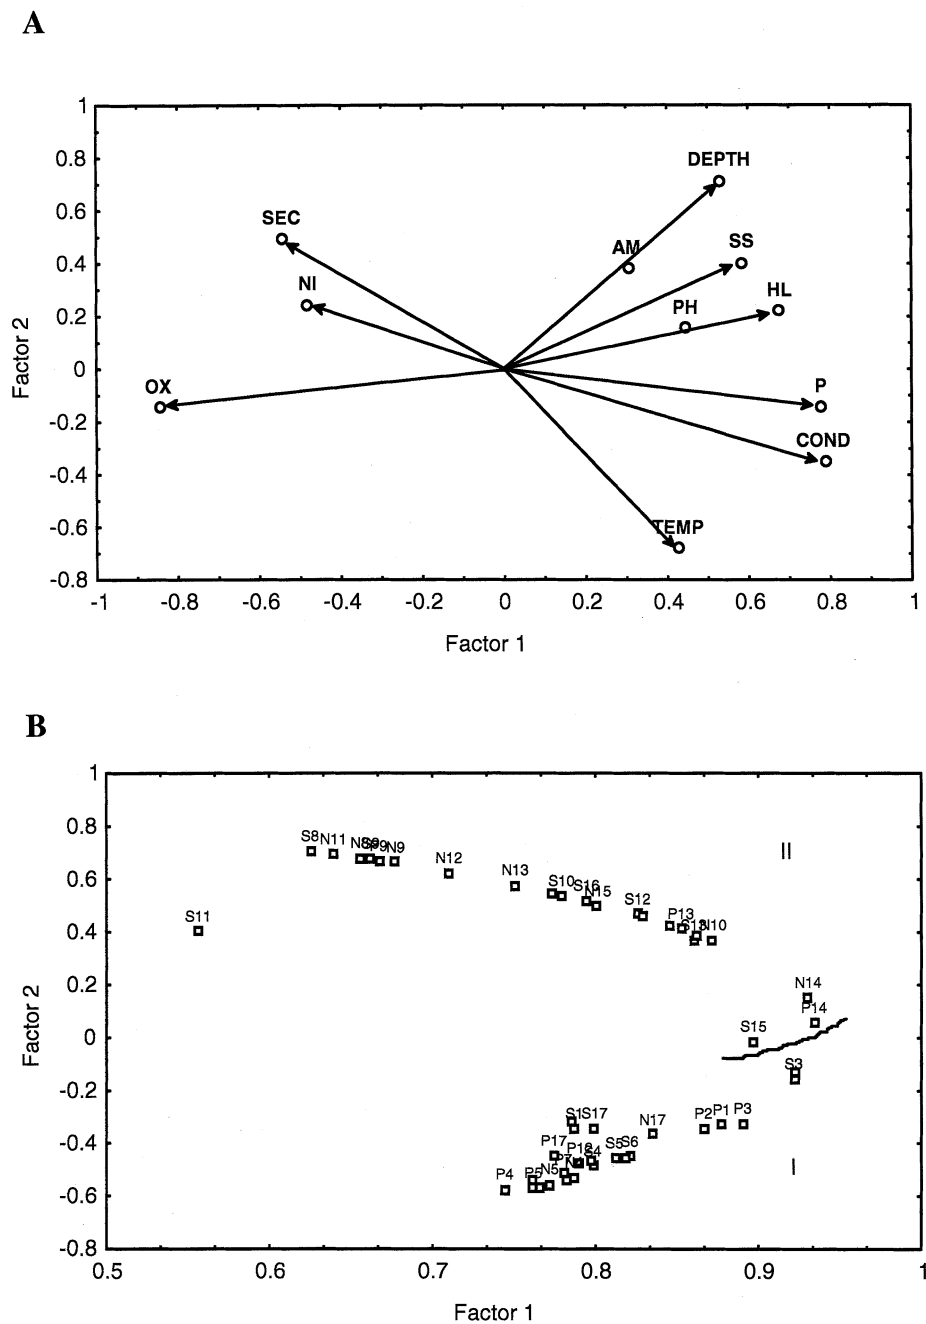 A
1
0.8
0.6
0.4
0.2
0
-0.2
-0.4
-0.6
-0.8
Factor 2
DEPTH
SEC
AM
SS
NI
HL
PH
OX
P
COND
TEMP
-1
-0.8
-0.6
-0.4
-0.2
0
0.2
0.4
0.6
0.8
1
Factor 1
B
1
0.8
0.6
0.4
0.2
0
-0.2
-0.4
-0.6
-0.8
Factor 2
S8
N11
N9
N12
N13
S10
S16
N15
S12
P13
N10
S11
II
N14
P14
S15
S3
S1
S17
N17
P2
P1
P3
P17
S4
S5
S6
P4
P5
N5
I
0.5
0.6
0.7
0.8
0.9
1
Factor 1